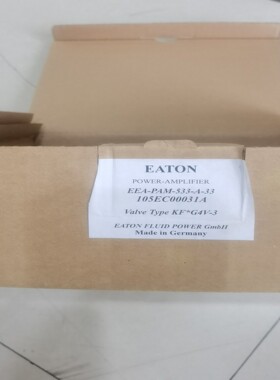 EATON
POWER-AMPLIFIER
EEA-PAM-533-A-33
105EC00031A
Valve Type KF*G4V-3
EATON FLUID POWER GmbH
Made in Germany